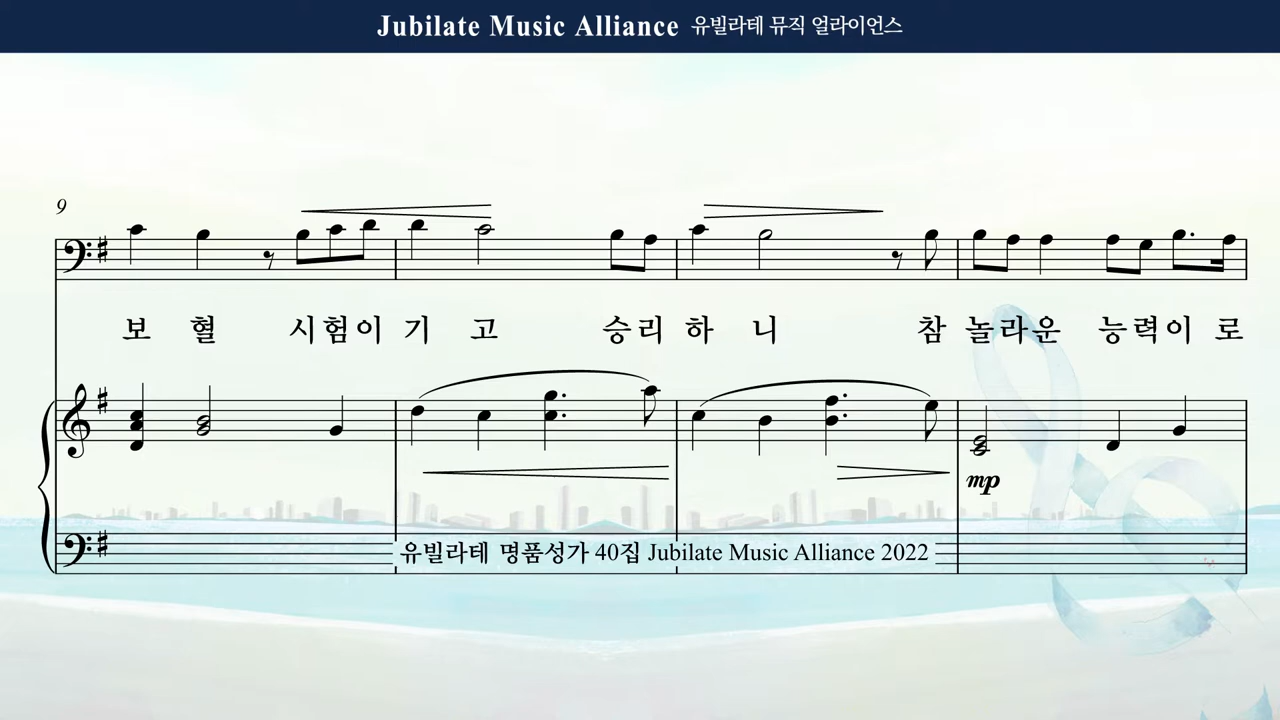 Jubilate Music Alliance 유빌라테 뮤직 얼라이언스
9
보 혈 시험이 기 고 승리 하 니 참 놀라운 능력이 로
mp
유빌라테 명품성가 40집 Jubilate Music Alliance 2022